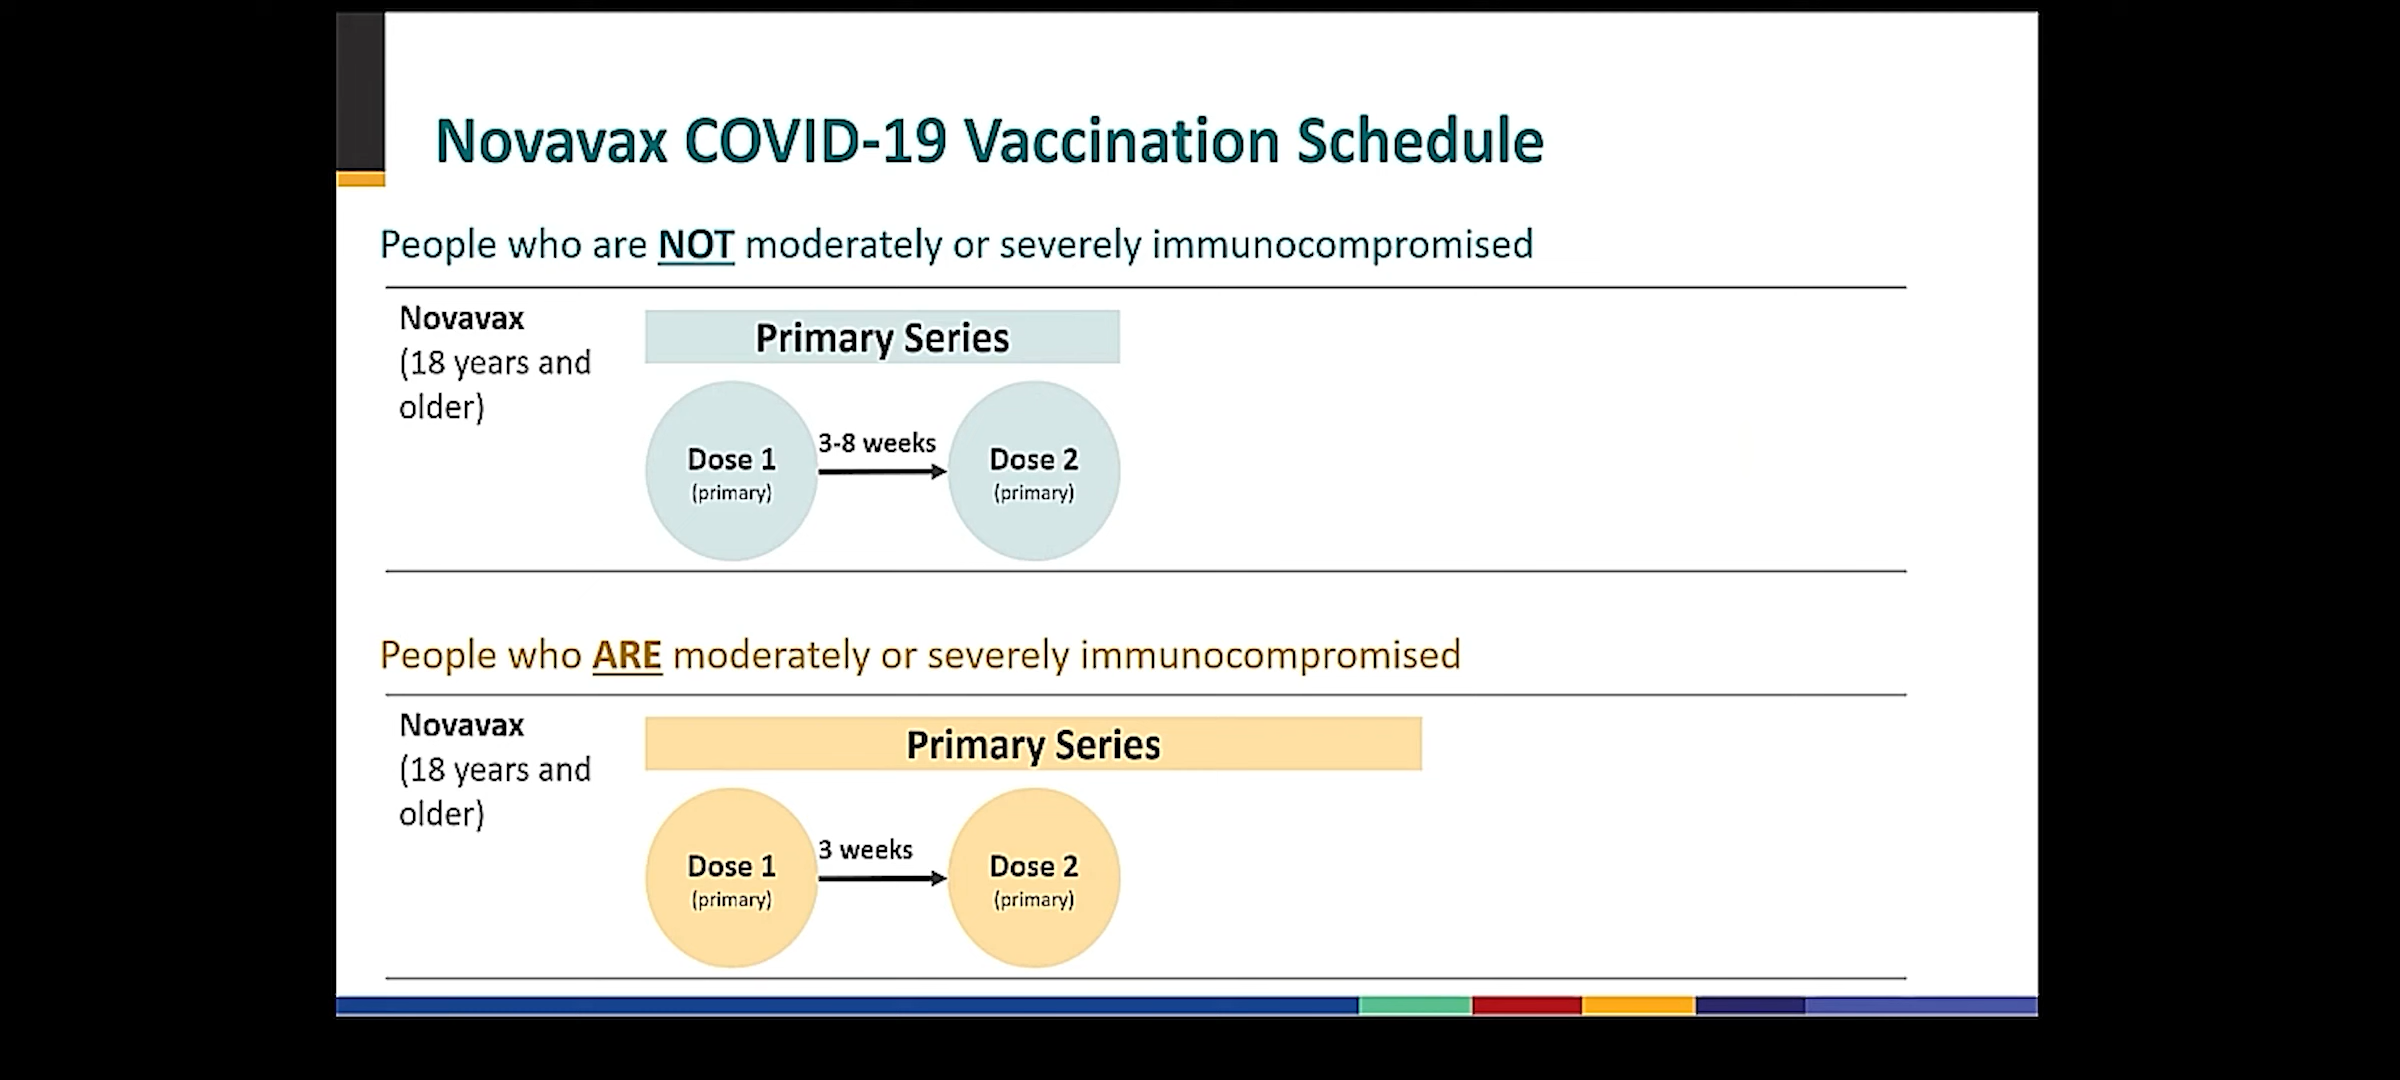 Novavax COVID-19 Vaccination Schedule
People who are NOT moderately or severely immunocompromised
Novavax
(18 years and
older)
Primary Series
Dose 1
(primary)
3-8 weeks
Dose 2
(primary)
People who ARE moderately or severely immunocompromised
Novavax
(18 years and
older)
Primary Series
Dose 1
(primary)
3 weeks
Dose 2
(primary)